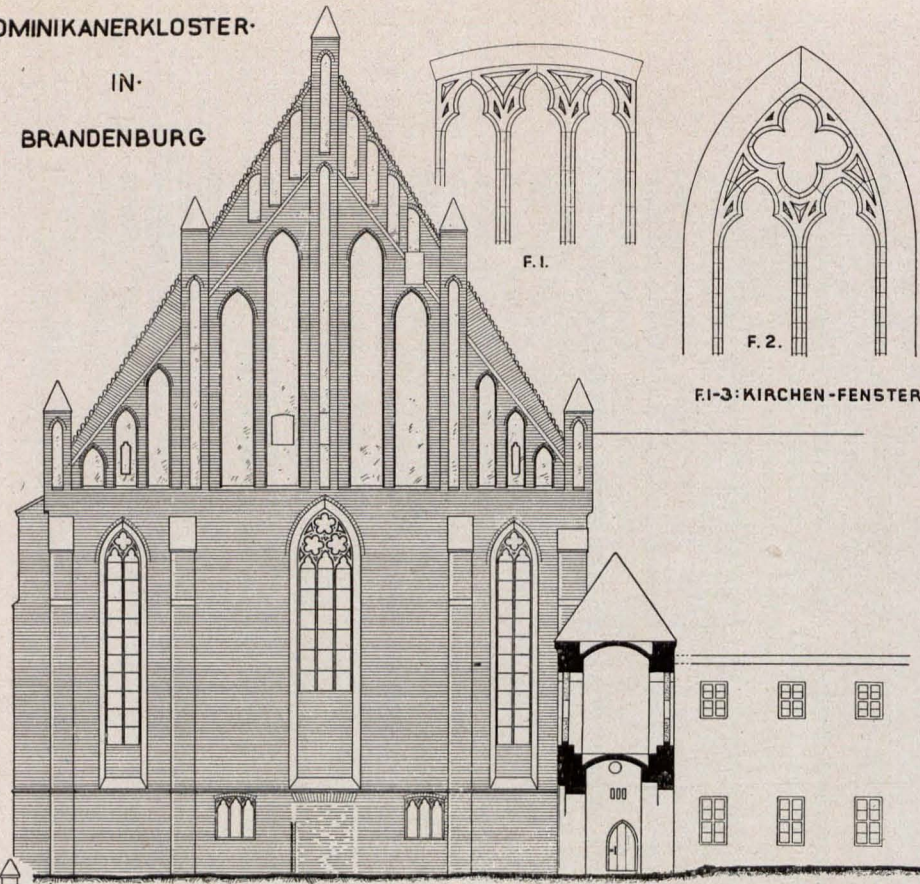 OMINIKANERKLOSTER·
IN·
BRANDENBURG
F.1.
F.2.
F.1-3: KIRCHEN-FENSTER